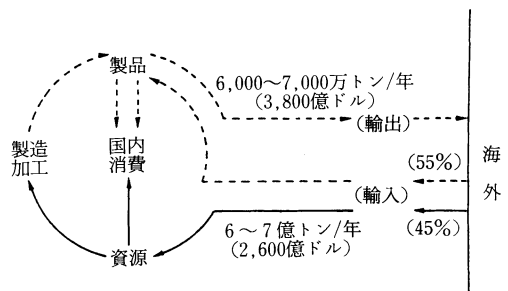 製品
6,000〜7,000万トン/年
(3,800億ドル)
(輸出)
製造
加工
国内
消費
(55%)
海
外
(輸入)
(45%)
6〜7億トン/年
(2,600億ドル)
資源